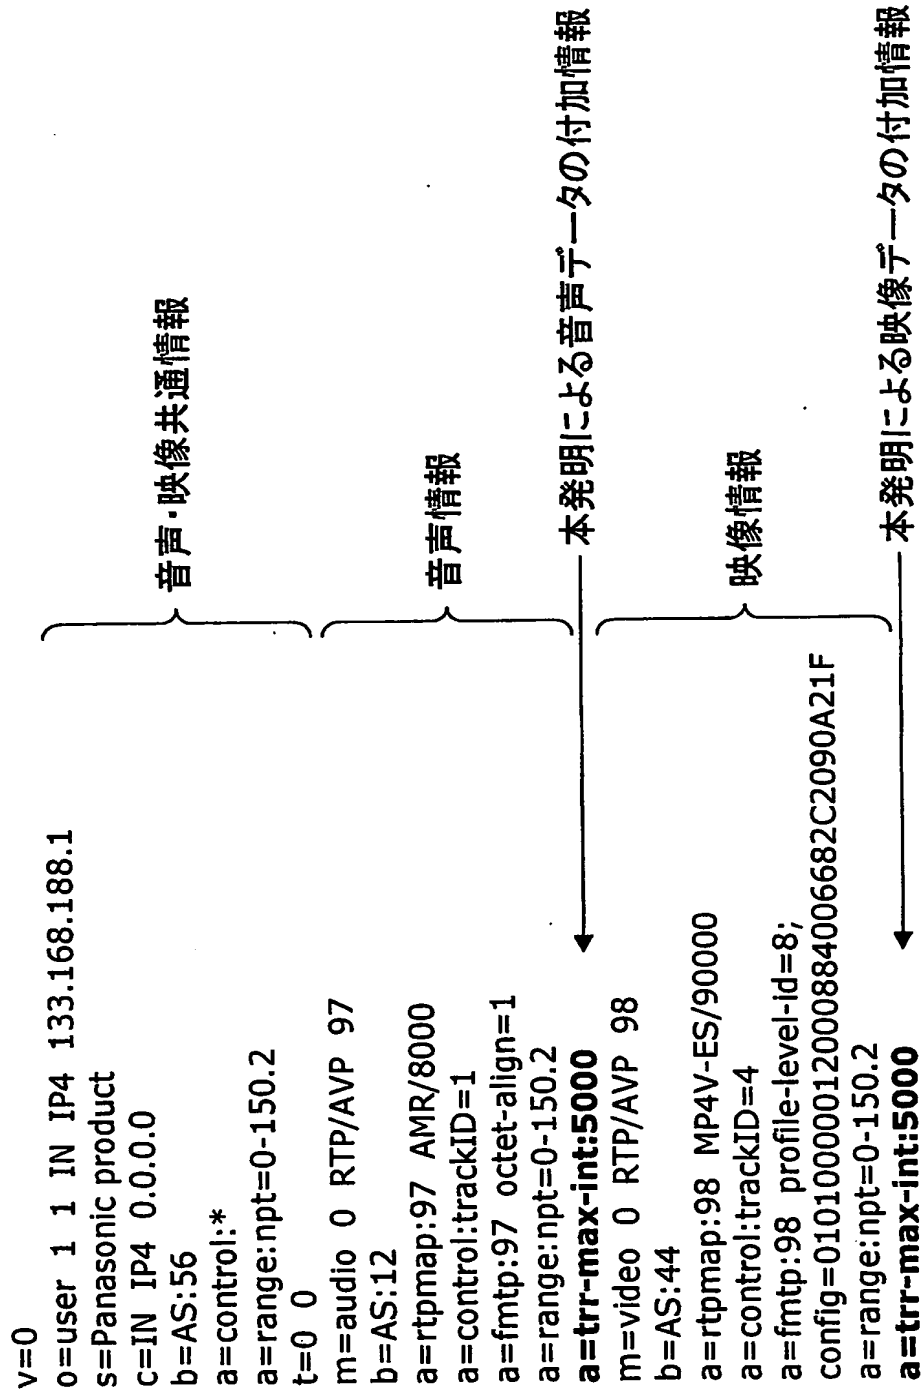 v=0
o=user 1 1 IN IP4 133.168.188.1
s=Panasonic product
c=IN IP4 0.0.0.0
b=AS:56
a=control:*
a=range:npt=0-150.2
t=0 0
音声・映像共通情報
m=audio 0 RTP/AVP 97
b=AS:12
a=rtpmap:97 AMR/8000
a=control:trackID=1
a=fmtp:97 octet-align=1
a=range:npt=0-150.2
音声情報
a=trr-max-int:5000
本発明による音声データの付加情報
m=video 0 RTP/AVP 98
b=AS:44
a=rtpmap:98 MP4V-ES/90000
a=control:trackID=4
a=fmtp:98 profile-level-id=8;
config=010100000012000884006682C2090A21F
a=range:npt=0-150.2
映像情報
a=trr-max-int:5000
本発明による映像データの付加情報